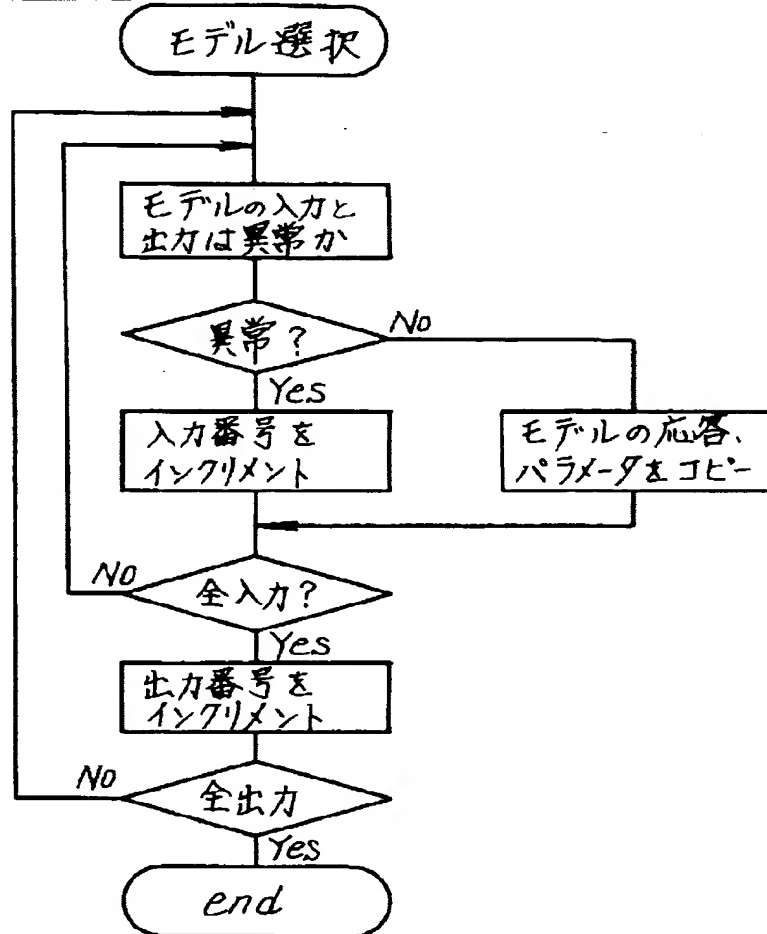 モデル選択
モデルの入力と
出力は異常か
異常?
No
Yes
入力番号を
インクリメント
モデルの応答、
パラメータをコピー
No
全入力?
Yes
出力番号を
インクリメント
No
全出力
Yes
end